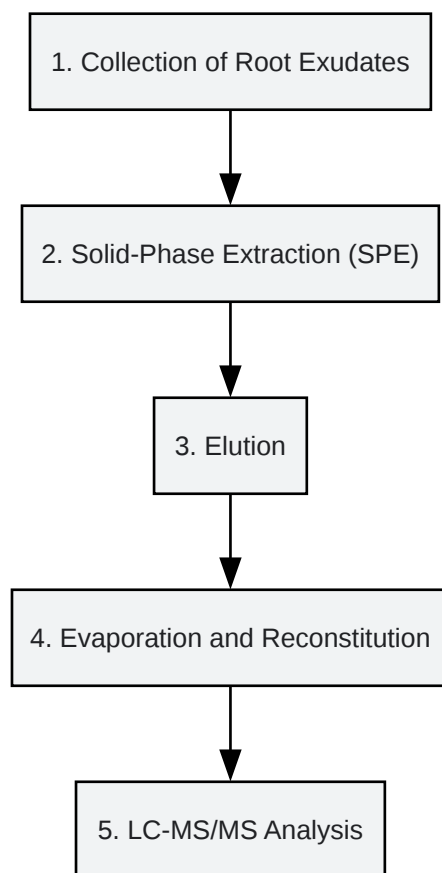 1. Collection of Root Exudates
2. Solid-Phase Extraction (SPE)
3. Elution
4. Evaporation and Reconstitution
5. LC-MS/MS Analysis